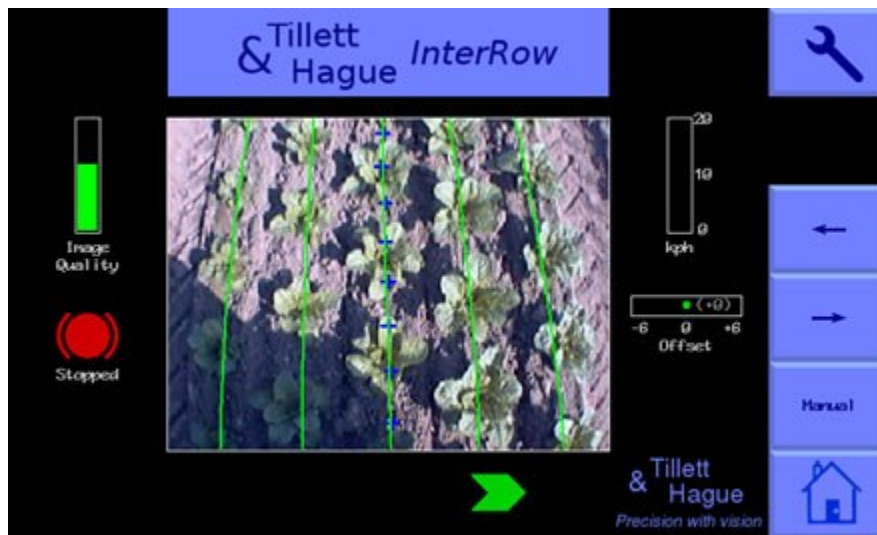 & Tillett
Hague
InterRow
Image
Quality
Stopped
20
10
0
kph
(+0)
-6 0 +6
Offset
Manual
& Tillett
Hague
Precision with vision